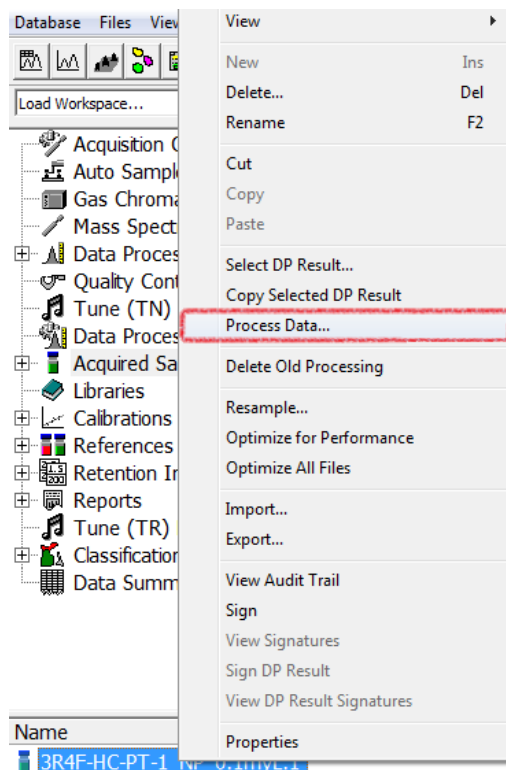 Database Files View
Load Workspace...
Acquisition
Auto Sampl
Gas Chroma
Mass Spect
Data Proces
Quality Cont
Tune (TN)
Data Proces
Acquired Sa
Libraries
Calibrations
References
Retention In
Reports
Tune (TR)
Classification
Data Summ
Name
3R4F-HC-PT-1
View
New Ins
Delete... Del
Rename F2
Cut
Copy
Paste
Select DP Result...
Copy Selected DP Result
Process Data...
Delete Old Processing
Resample...
Optimize for Performance
Optimize All Files
Import...
Export...
View Audit Trail
Sign
View Signatures
Sign DP Result
View DP Result Signatures
Properties